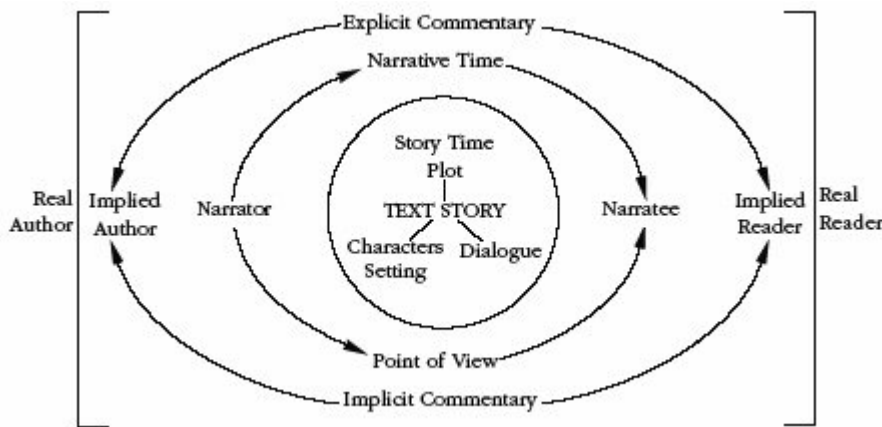 Explicit Commentary
Narrative Time
Story Time
Plot
Real
Author
Implied
Author
Narrator
TEXT STORY
Narratee
Implied
Reader
Real
Reader
Characters
Setting
Dialogue
Point of View
Implicit Commentary